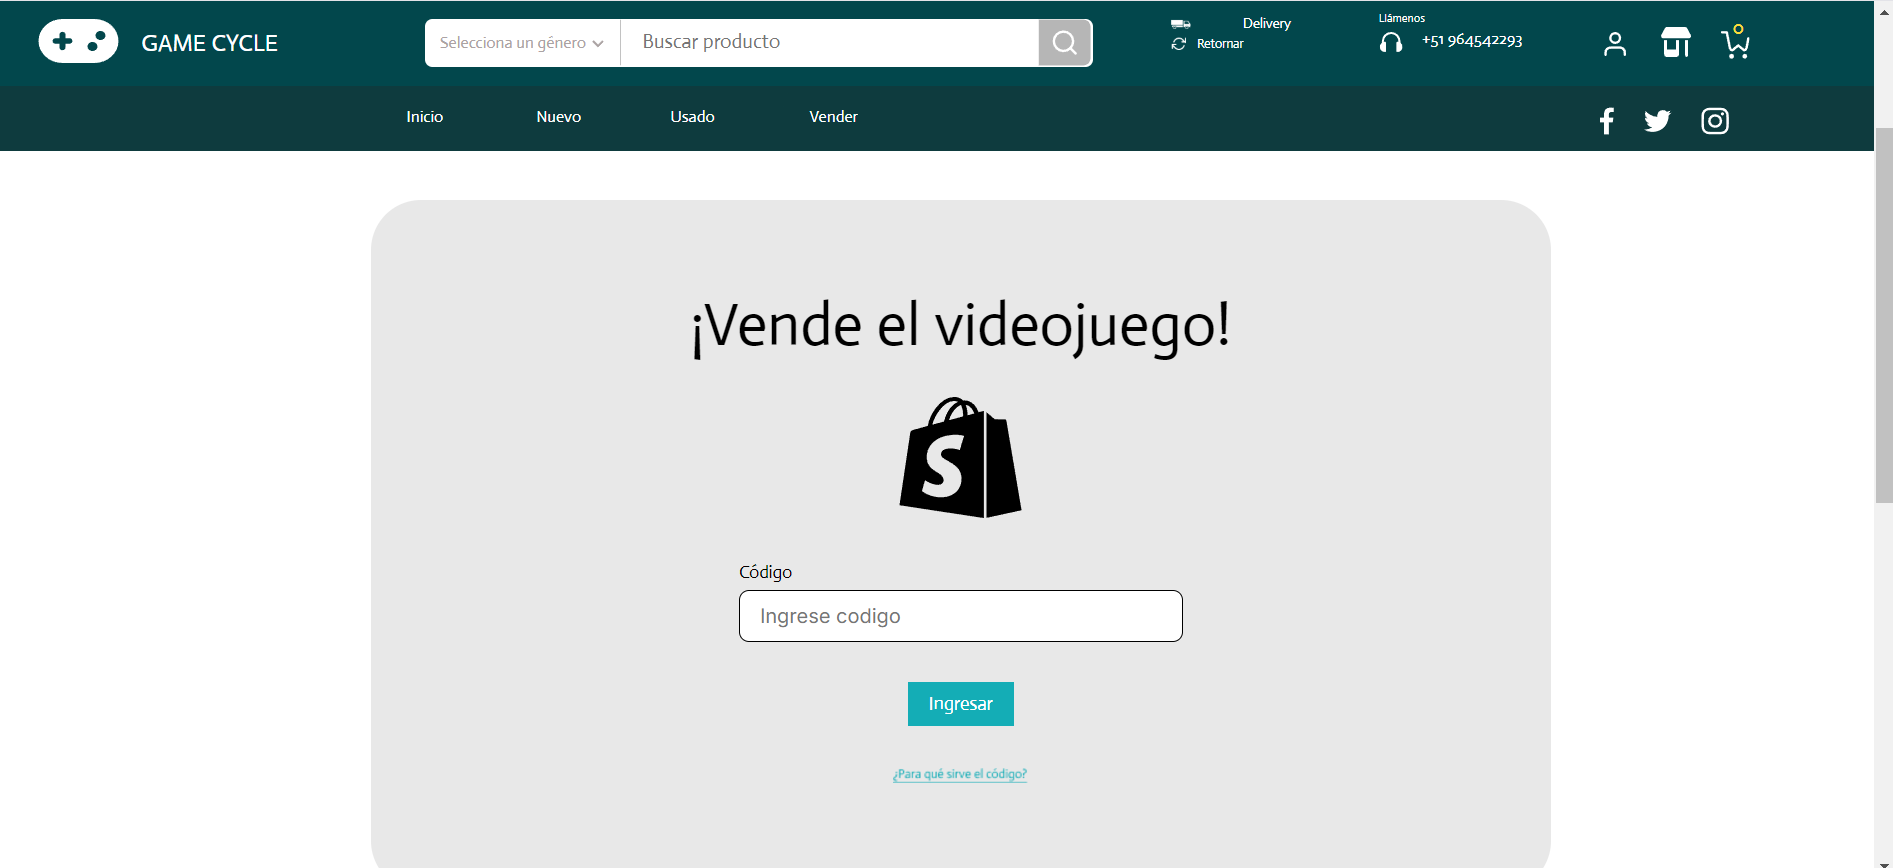 GAME CYCLE
Selecciona un género
Buscar producto
Delivery
Retornar
Llámenos
+51 964542293
0
Inicio
Nuevo
Usado
Vender
¡Vende el videojuego!
S
Código
Ingrese codigo
Ingresar
¿Para qué sirve el código?